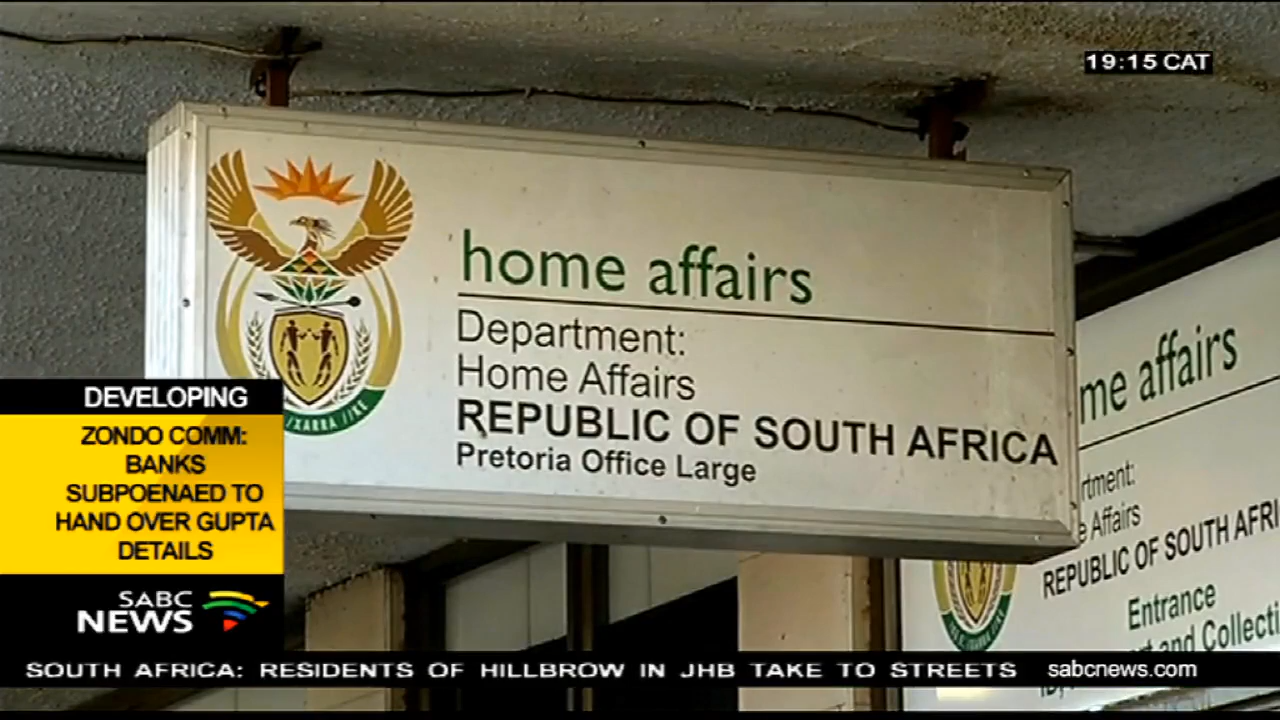 19:15 CAT
home affairs
Department:
Home Affairs
REPUBLIC OF SOUTH AFRICA
Pretoria Office Large
me affairs
rtment:
e Affairs
REPUBLIC OF SOUTH AFRI
Entrance
and Collecti
DEVELOPING
ZONDO COMM:
BANKS
SUBPOENAED TO
HAND OVER GUPTA
DETAILS
SABC
NEWS
SOUTH AFRICA: RESIDENTS OF HILLBROW IN JHB TAKE TO STREETS
sabcnews.com